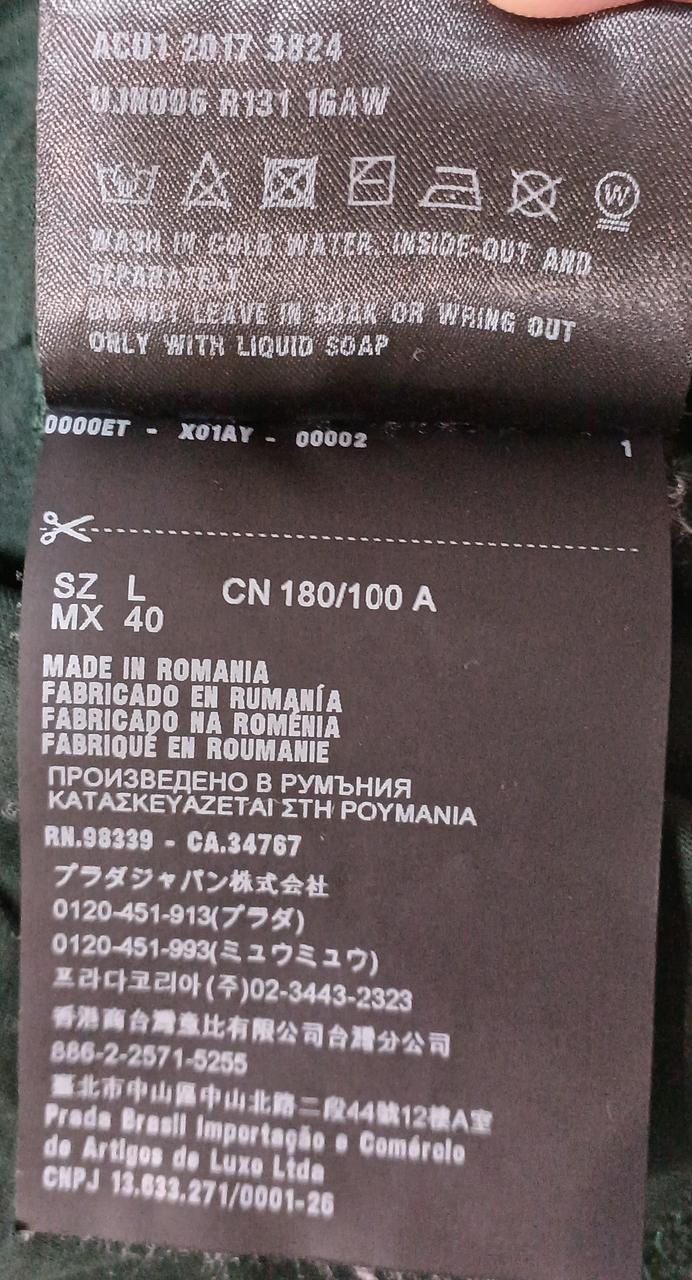 ACU1 2017 3824
UJN006 R131 16AW
W
WASH IN COLD WATER, INSIDE-OUT AND
SEPARATELY
DO NOT LEAVE IN SOAK OR WRING OUT
ONLY WITH LIQUID SOAP
0000ET - X01AY - 00002 1
SZ L CN 180/100 A
MX 40
MADE IN ROMANIA
FABRICADO EN RUMANÍA
FABRICADO NA ROMÉNIA
FABRIQUÉ EN ROUMANIE
ПРОИЗВЕДЕНО В РУМЪНИЯ
ΚΑΤΑΣΚΕΥΑΖΕΤΑΙ ΣΤΗ ΡΟΥΜΑΝΙΑ
RN.98339 - CA.34767
プラダジャパン株式会社
0120-451-913(プラダ)
0120-451-993(ミュウミュウ)
프라다코리아(주)02-3443-2323
香港商台灣意比有限公司台灣分公司
886-2-2571-5255
臺北市中山區中山北路二段44號12樓A室
Prada Brasil Importação e Comércio
de Artigos de Luxo Ltda
CNPJ 13.633.271/0001-26